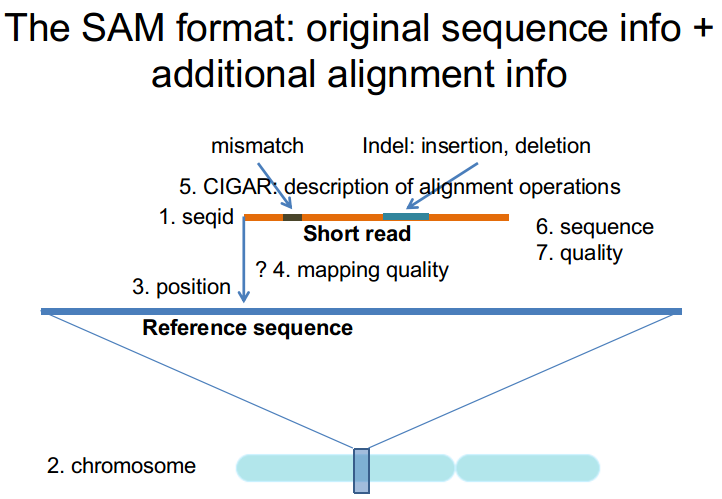 The SAM format: original sequence info +
additional alignment info
mismatch
Indel: insertion, deletion
5. CIGAR: description of alignment operations
1. seqid
Short read
6. sequence
7. quality
? 4. mapping quality
3. position
Reference sequence
2. chromosome